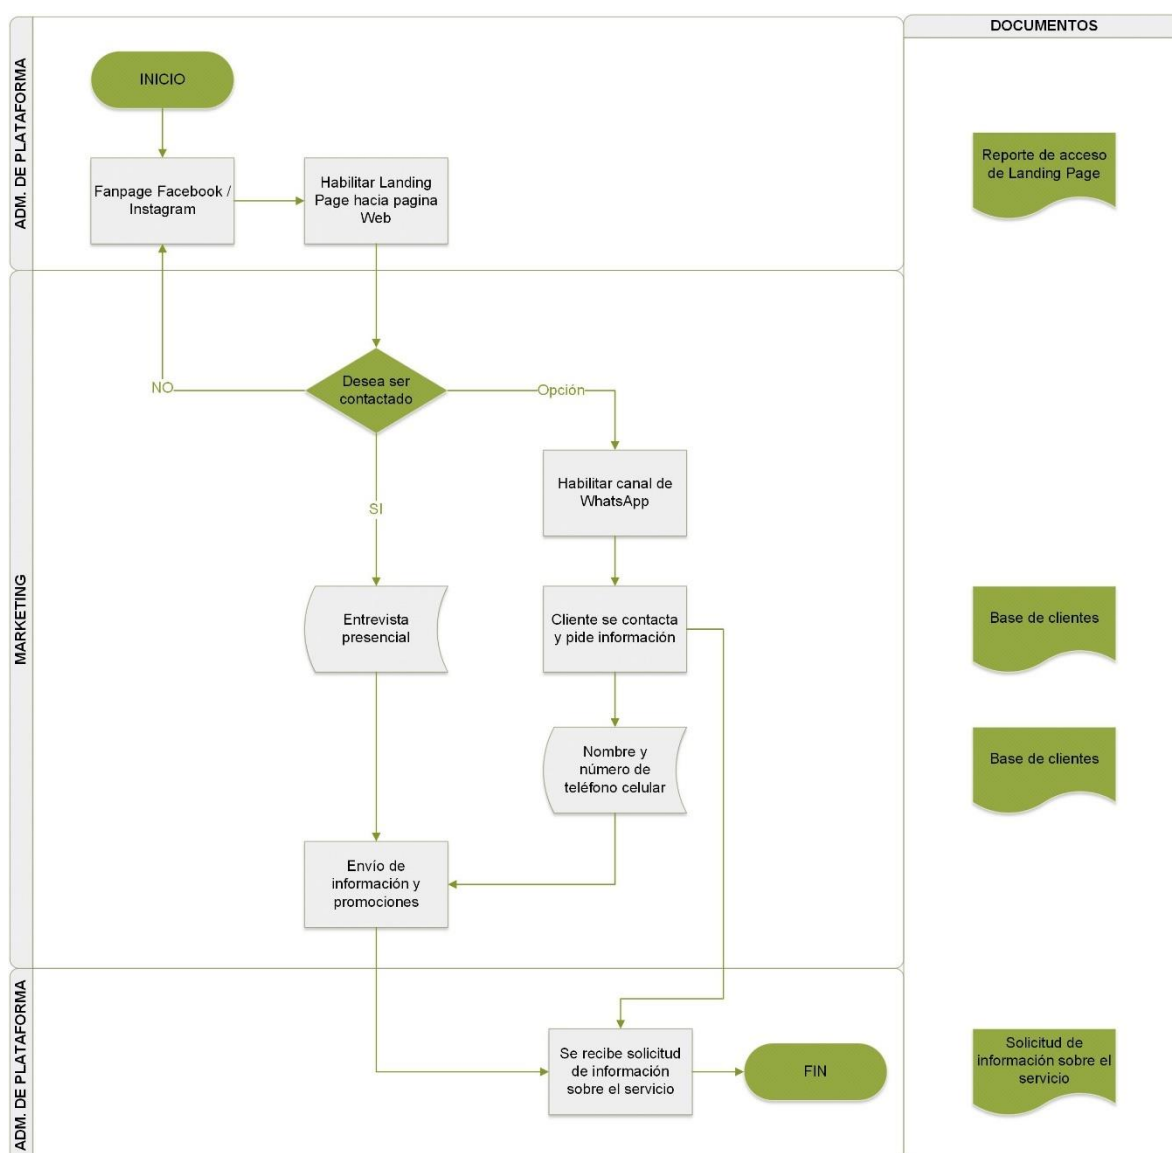 DOCUMENTOS
ADM. DE PLATAFORMA
INICIO
Fanpage Facebook /
Instagram
Habilitar Landing
Page hacia pagina
Web
Reporte de acceso
de Landing Page
MARKETING
Desea ser
contactado
NO
Opción
SI
Habilitar canal de
WhatsApp
Entrevista
presencial
Cliente se contacta
y pide información
Base de clientes
Nombre y
número de
teléfono celular
Base de clientes
Envío de
información y
promociones
ADM. DE PLATAFORMA
Se recibe solicitud
de información
sobre el servicio
FIN
Solicitud de
información sobre el
servicio